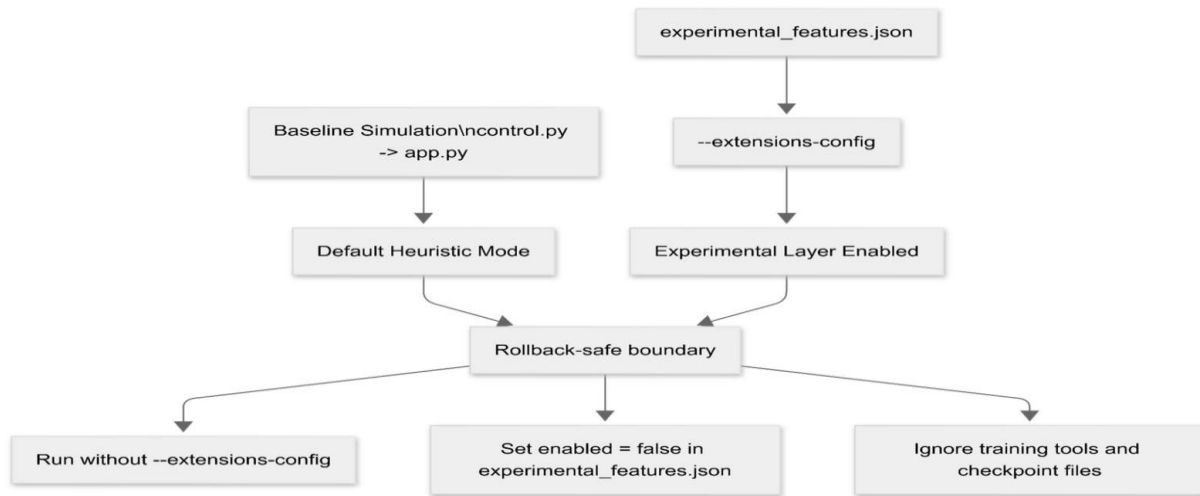 experimental_features.json
Baseline Simulation\ncontrol.py
-> app.py
--extensions-config
Default Heuristic Mode
Experimental Layer Enabled
Rollback-safe boundary
Run without --extensions-config
Set enabled = false in
experimental_features.json
Ignore training tools and
checkpoint files